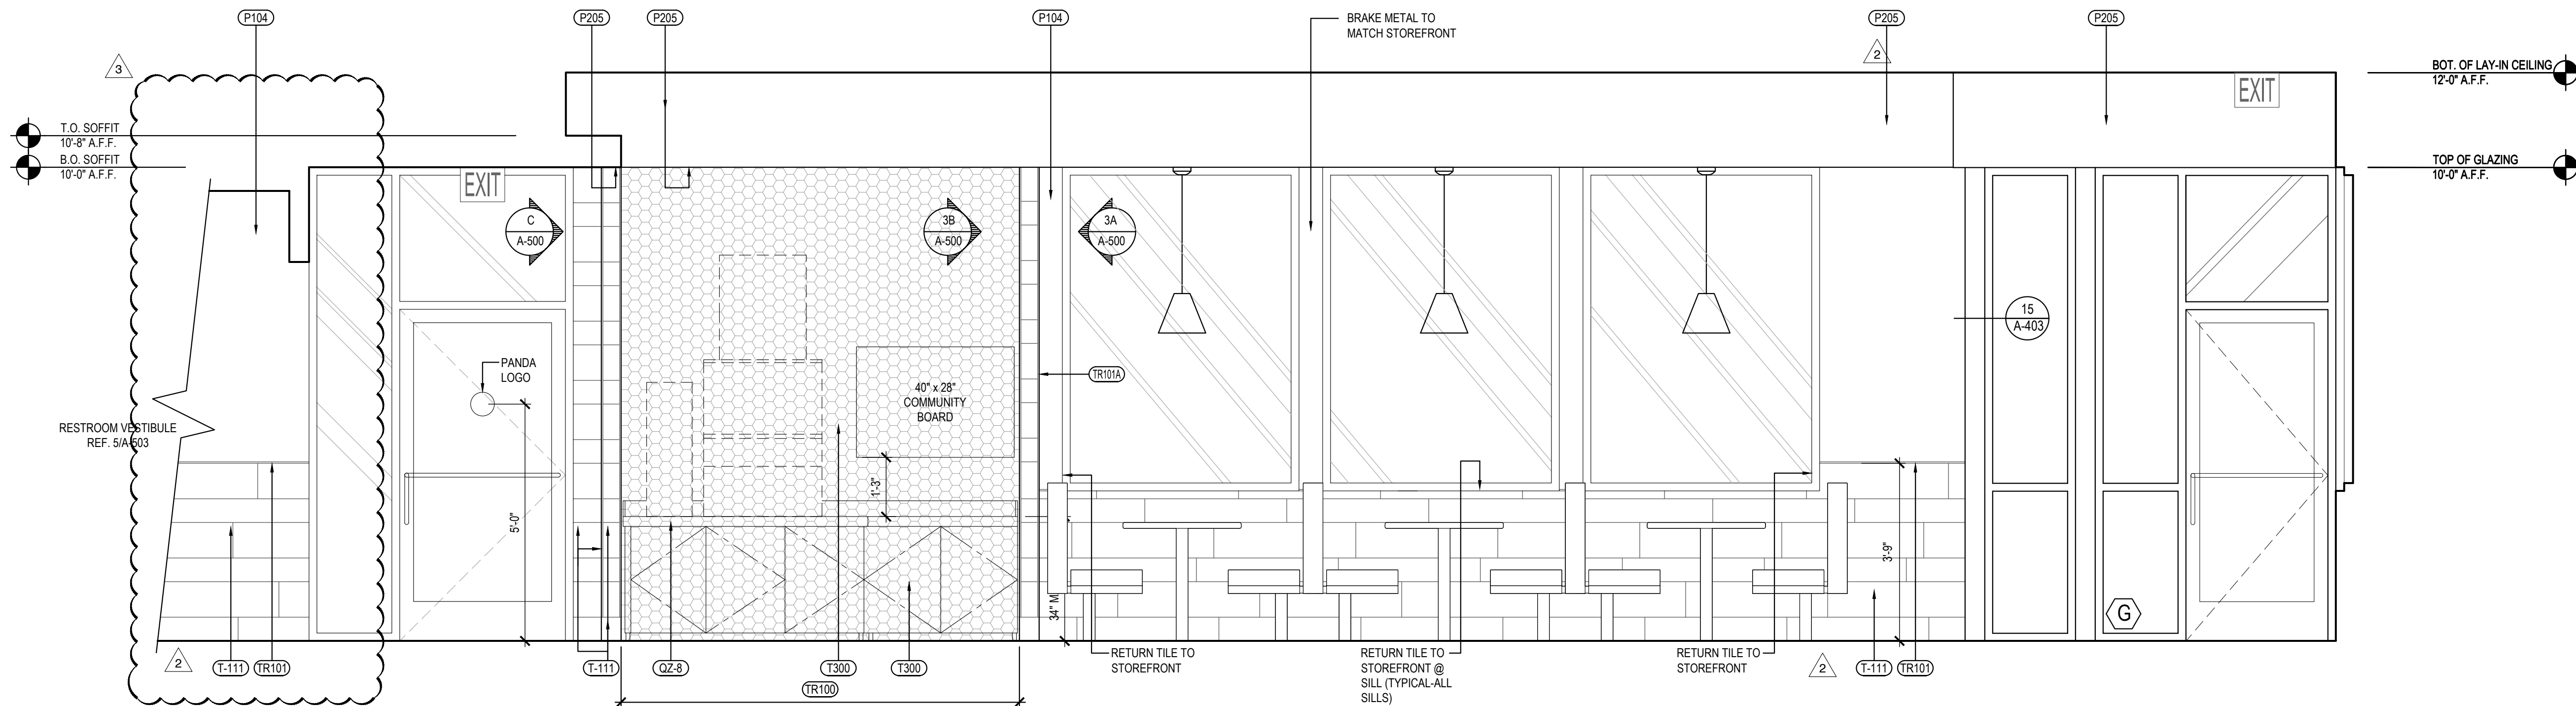 P104
P205
P205
P104
BRAKE METAL TO
MATCH STOREFRONT
P205
P205
3
2
BOT. OF LAY-IN CEILING
12'-0" A.F.F.
EXIT
T.O. SOFFIT
10'-8" A.F.F.
B.O. SOFFIT
10'-0" A.F.F.
TOP OF GLAZING
10'-0" A.F.F.
EXIT
C
A-500
3B
A-500
3A
A-500
15
A-403
PANDA
LOGO
TR101A
40" x 28"
COMMUNITY
BOARD
RESTROOM VESTIBULE
REF. 5/A-503
1'-3"
5'-0"
3'-9"
34" M
G
2
T-111
TR101
T-111
QZ-8
T300
T300
TR100
RETURN TILE TO
STOREFRONT
RETURN TILE TO
STOREFRONT @
SILL (TYPICAL-ALL
SILLS)
RETURN TILE TO
STOREFRONT
2
T-111
TR101